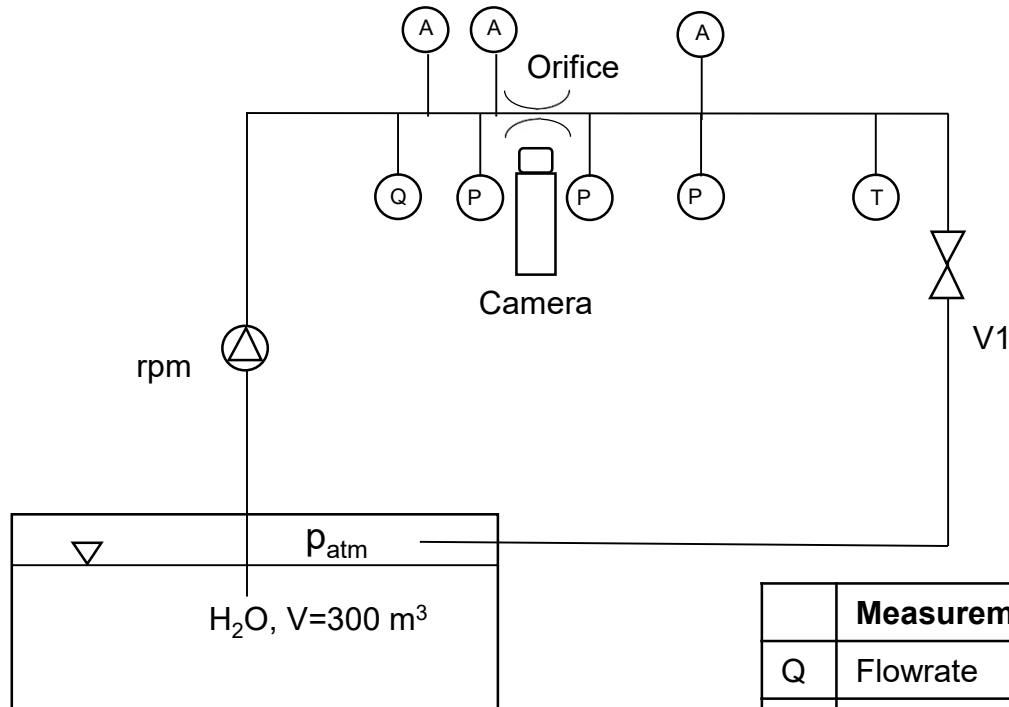 A A A
Orifice
Q P P P T
Camera
rpm
V1
p_atm
H₂O, V=300 m³
Measurem
Q Flowrate